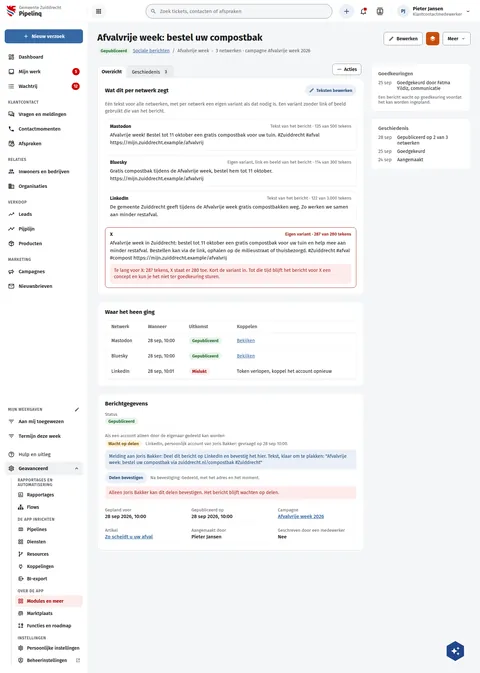 Gemeente Zuiddrecht
Pipelinq
Zoek tickets, contacten of afspraken
PJ
Pieter Jansen
Klantcontactmedewerker
+ Nieuw verzoek
Dashboard
Mijn werk
Wachtrij
KLANTCONTACT
Vragen en meldingen
Contactmomenten
Afspraken
RELATIES
Inwoners en bedrijven
Organisaties
VERKOOP
Leads
Pijplijn
Producten
MARKETING
Campagnes
Nieuwsbrieven
MIJN WEERGAVEN
Aan mij toegewezen
Termijn deze week
Hulp en uitleg
Geavanceerd
RAPPORTAGES EN AUTOMATISERING
Rapportages
Flows
DE APP INRICHTEN
Pipelines
Diensten
Resources
Koppelingen
BI-export
OVER DE APP
Modules en meer
Marktplaats
Functies en roadmap
INSTELLINGEN
Persoonlijke instellingen
Beheerinstellingen
Afvalvrije week: bestel uw compostbak
Gepubliceerd
Sociale berichten / Afvalvrije week · 3 netwerken · campagne Afvalvrije week 2026
Bewerken
Meer
Overzicht
Geschiedenis 3
Acties
Wat dit per netwerk zegt
Teksten bewerken
Eén tekst voor alle netwerken, met per netwerk een eigen variant als dat nodig is. Een variant zonder link of beeld
gebruikt die van het bericht.
Mastodon
Tekst van het bericht · 135 van 500 tekens
Afvalvrije week! Bestel tot 11 oktober een gratis compostbak voor uw tuin. #Zuiddrecht #afval
https://mijn.zuiddrecht.example/afvalvrij
Bluesky
Eigen variant, link en beeld van het bericht · 114 van 300 tekens
Gratis compostbak tijdens de Afvalvrije week, bestel hem tot 11 oktober.
https://mijn.zuiddrecht.example/afvalvrij
LinkedIn
Tekst van het bericht · 122 van 3.000 tekens
De gemeente Zuiddrecht geeft tijdens de Afvalvrije week gratis compostbakken weg. Zo werken we samen
aan minder restafval.
X
Eigen variant · 287 van 280 tekens
Afvalvrije week in Zuiddrecht: bestel tot 11 oktober een gratis compostbak voor uw tuin en help mee aan
minder restafval. Bestellen kan via de link, ophalen op de milieustraat of thuisbezorgd. #Zuiddrecht #afval
#compost https://mijn.zuiddrecht.example/afvalvrij
Te lang voor X: 287 tekens, X staat er 280 toe. Kort de variant in. Tot die tijd blijft het bericht voor X een
concept en kun je het niet ter goedkeuring sturen.
Waar het heen ging
Netwerk Wanneer Uitkomst Koppelen
Mastodon 28 sep, 10:00 Gepubliceerd Bekijken
Bluesky 28 sep, 10:00 Gepubliceerd Bekijken
LinkedIn 28 sep, 10:01 Mislukt Token verlopen, koppel het account opnieuw
Berichtgegevens
Status
Gepubliceerd
Als een account alleen door de eigenaar gedeeld kan worden
Wacht op delen
LinkedIn, persoonlijk account van Joris Bakker: gevraagd op 28 sep 10:05.
Melding aan Joris Bakker: Deel dit bericht op LinkedIn en bevestig het hier. Tekst, klaar om te plakken: "Afvalvrije
week, bestel uw compostbak via zuiddrecht.nl/compostbak #Zuiddrecht"
Delen bevestigen
Na bevestiging: Gedeeld, met het adres en het moment.
Alleen Joris Bakker kan dit delen bevestigen. Het bericht blijft wachten op delen.
Gepland voor
28 sep 2026, 10:00
Gepubliceerd op
28 sep 2026, 10:00
Campagne
Afvalvrije week 2026
Artikel
Zo scheidt u uw afval
Aangemaakt door
Pieter Jansen
Geschreven door een medewerker
Nee
Goedkeuringen
25 sep Goedgekeurd door Fatma
Yildiz, communicatie
Een bericht wacht op goedkeuring voordat
het kan worden ingepland.
Geschiedenis
28 sep Gepubliceerd op 2 van 3
netwerken
25 sep Goedgekeurd
24 sep Aangemaakt